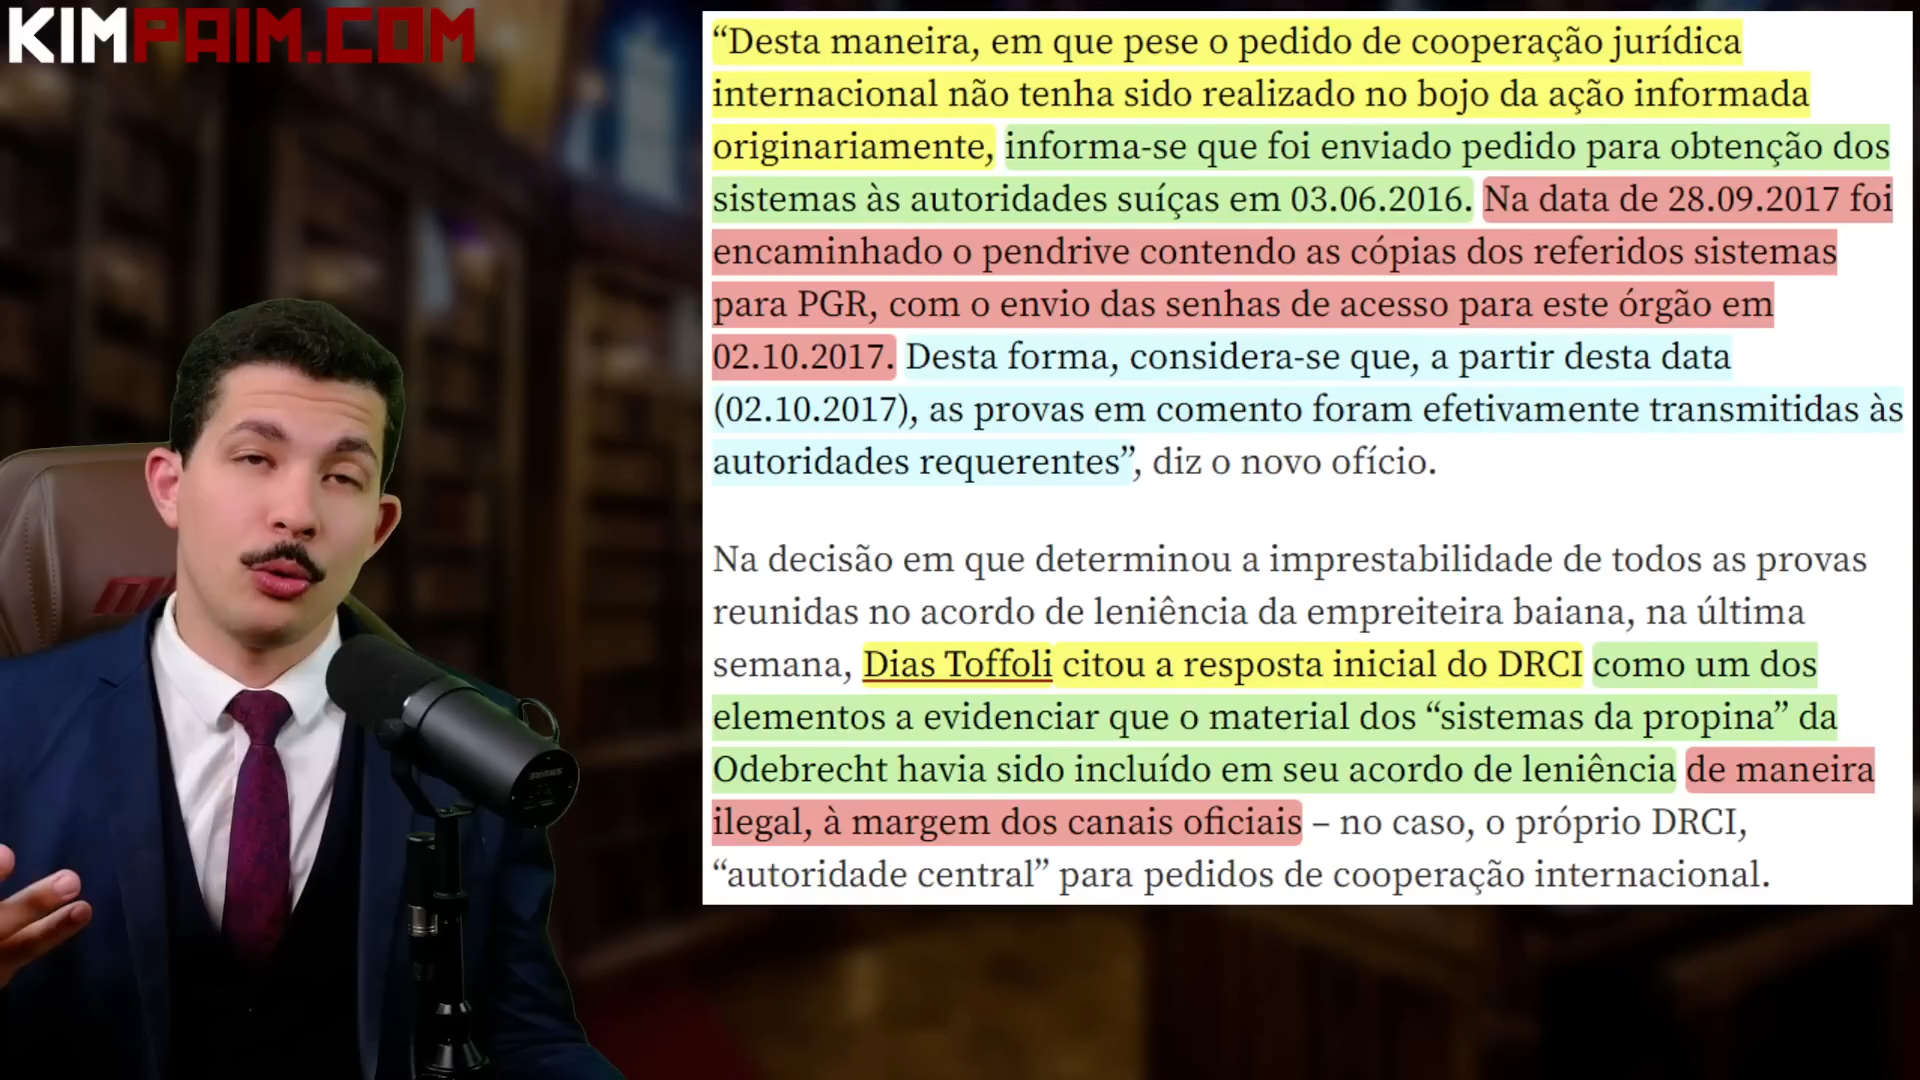 KIMPAIM.COM
“Desta maneira, em que pese o pedido de cooperação jurídica
internacional não tenha sido realizado no bojo da ação informada
originariamente, informa-se que foi enviado pedido para obtenção dos
sistemas às autoridades suíças em 03.06.2016. Na data de 28.09.2017 foi
encaminhado o pendrive contendo as cópias dos referidos sistemas
para PGR, com o envio das senhas de acesso para este órgão em
02.10.2017. Desta forma, considera-se que, a partir desta data
(02.10.2017), as provas em comento foram efetivamente transmitidas às
autoridades requerentes”, diz o novo ofício.
Na decisão em que determinou a imprestabilidade de todos as provas
reunidas no acordo de leniência da empreiteira baiana, na última
semana, Dias Toffoli citou a resposta inicial do DRCI como um dos
elementos a evidenciar que o material dos “sistemas da propina” da
Odebrecht havia sido incluído em seu acordo de leniência de maneira
ilegal, à margem dos canais oficiais – no caso, o próprio DRCI,
“autoridade central” para pedidos de cooperação internacional.